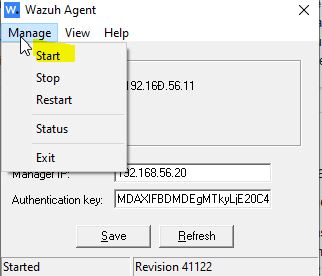 Wazuh Agent
Manage View Help
Start
Stop
Restart
Status
Exit
192.16D.56.11
Manager IP: 192.168.56.20
Authentication key: MDAXIFBDMDEgMTkyLjE20C4
Save Refresh
Started Revision 41122